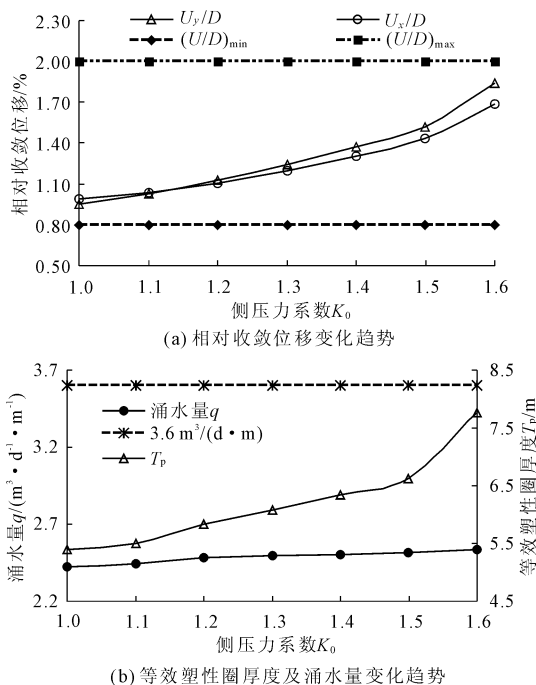 U_y/D U_x/D
(U/D)_min (U/D)_max
相对收敛位移/%
2.30
2.00
1.70
1.40
1.10
0.80
0.50
1.0 1.1 1.2 1.3 1.4 1.5 1.6
侧压力系数K_0
(a) 相对收敛位移变化趋势
涌水量q/(m³·d⁻¹·m⁻¹)
3.7
3.2
2.7
2.2
涌水量q
3.6 m³/(d·m)
T_p
8.5
7.5
6.5
5.5
4.5
等效塑性圈厚度T_p/m
1.0 1.1 1.2 1.3 1.4 1.5 1.6
侧压力系数K_0
(b) 等效塑性圈厚度及涌水量变化趋势